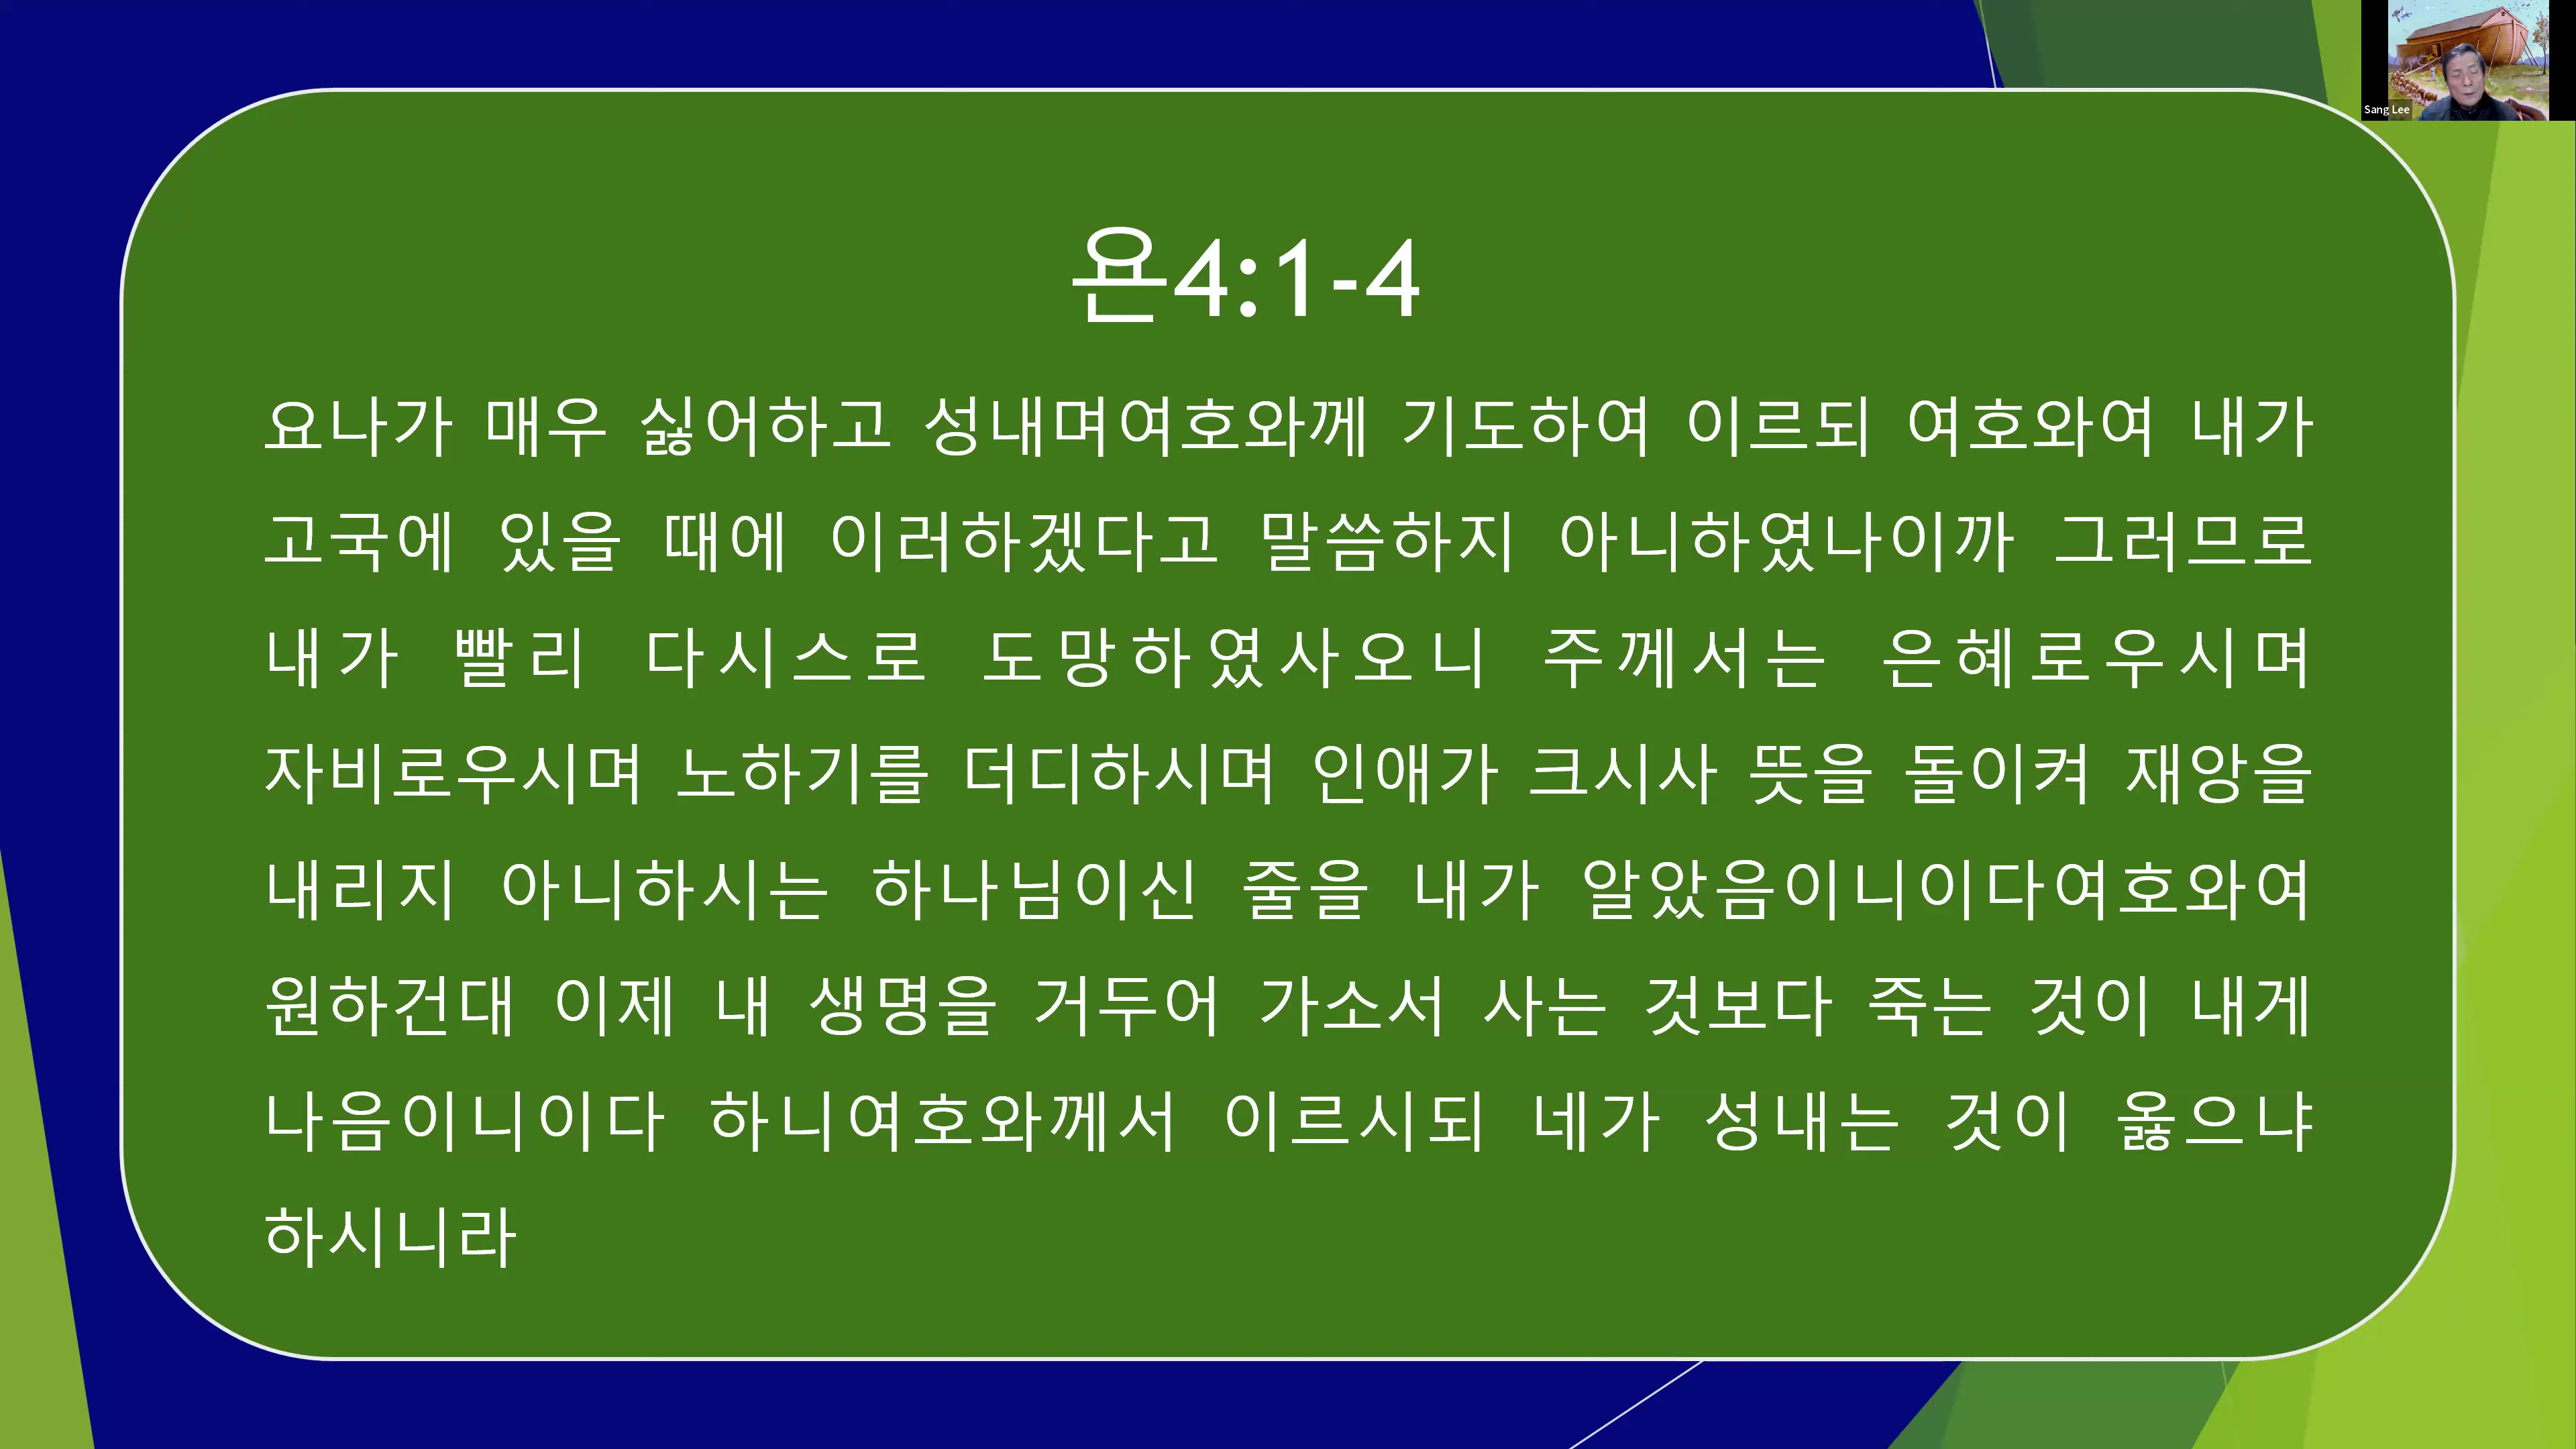 Sang Lee
욘4:1-4
요나가 매우 싫어하고 성내며여호와께 기도하여 이르되 여호와여 내가
고국에 있을 때에 이러하겠다고 말씀하지 아니하였나이까 그러므로
내가 빨리 다시스로 도망하였사오니 주께서는 은혜로우시며
자비로우시며 노하기를 더디하시며 인애가 크시사 뜻을 돌이켜 재앙을
내리지 아니하시는 하나님이신 줄을 내가 알았음이니이다여호와여
원하건대 이제 내 생명을 거두어 가소서 사는 것보다 죽는 것이 내게
나음이니이다 하니여호와께서 이르시되 네가 성내는 것이 옳으냐
하시니라